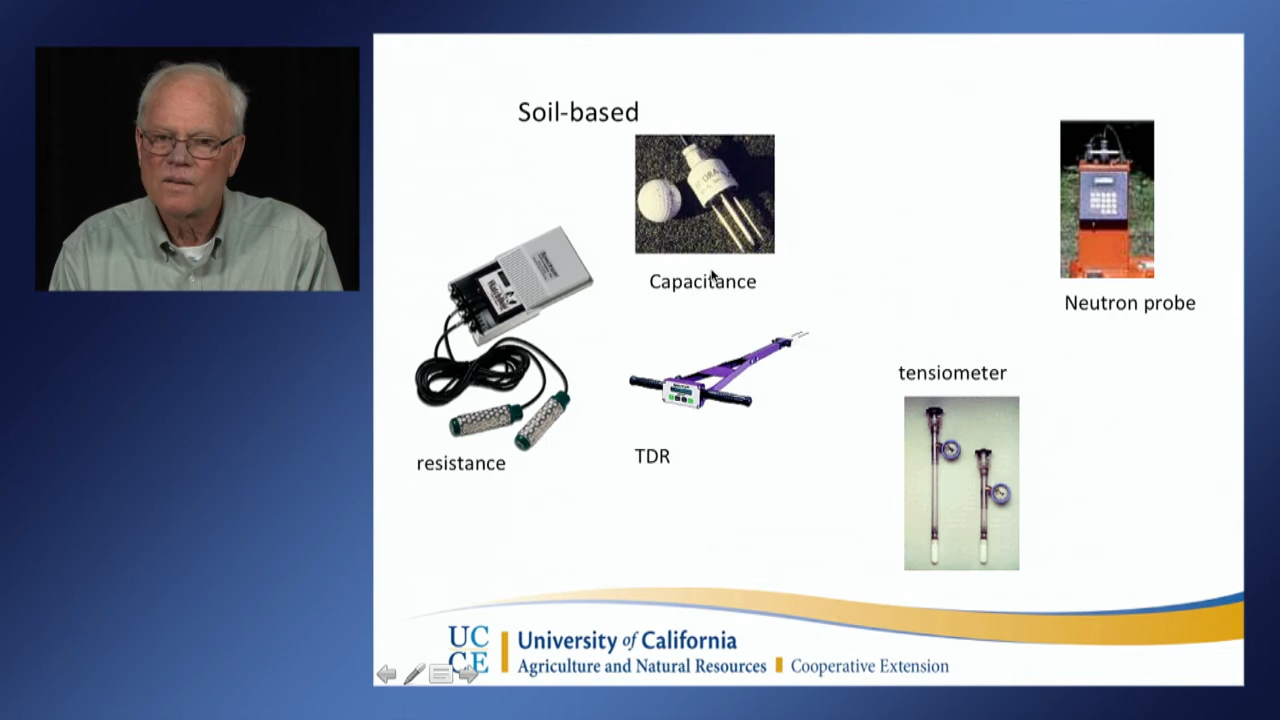 Soil-based
Capacitance
Neutron probe
tensiometer
resistance
TDR
UC
CE
University of California
Agriculture and Natural Resources
Cooperative Extension